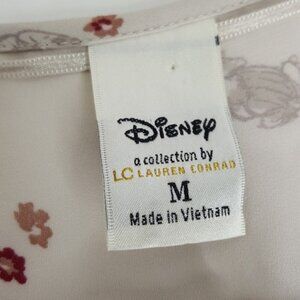 Disney
a collection by
LC LAUREN CONRAD
M
Made in Vietnam